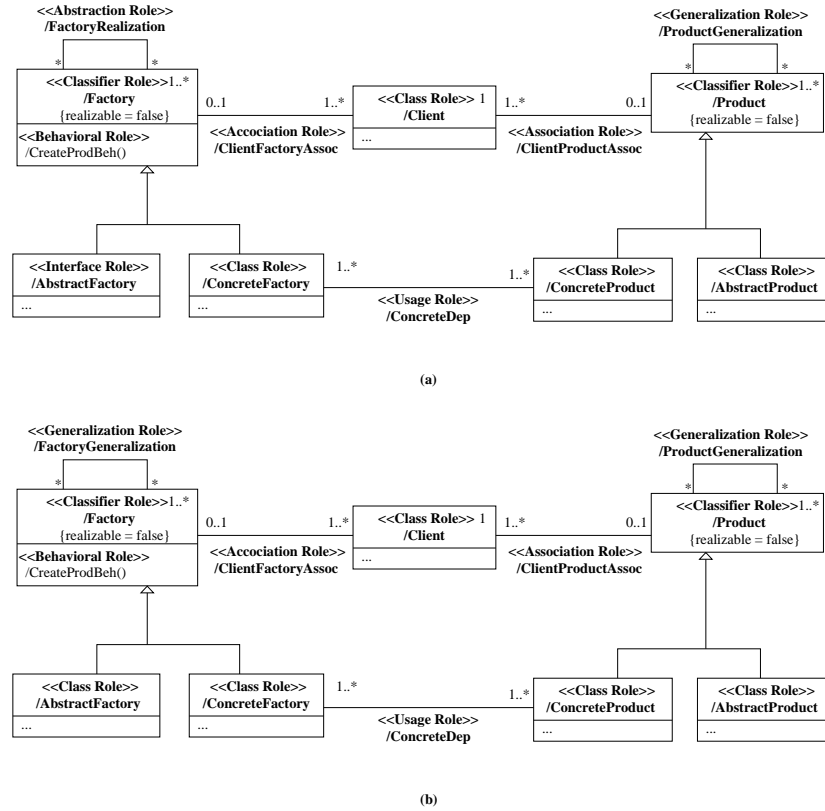 <<Abstraction Role>>
/FactoryRealization
* *
<<Classifier Role>>1..*
/Factory
{realizable = false}
<<Behavioral Role>>
/CreateProdBeh()
0..1
1..*
<<Accociation Role>>
/ClientFactoryAssoc
<<Class Role>> 1
/Client
...
1..*
0..1
<<Association Role>>
/ClientProductAssoc
<<Generalization Role>>
/ProductGeneralization
* *
<<Classifier Role>>1..*
/Product
{realizable = false}
<<Interface Role>>
/AbstractFactory
...
<<Class Role>>
/ConcreteFactory
...
1..*
1..*
<<Usage Role>>
/ConcreteDep
<<Class Role>>
/ConcreteProduct
...
<<Class Role>>
/AbstractProduct
...
(a)
<<Generalization Role>>
/FactoryGeneralization
* *
<<Classifier Role>>1..*
/Factory
{realizable = false}
<<Behavioral Role>>
/CreateProdBeh()
0..1
1..*
<<Accociation Role>>
/ClientFactoryAssoc
<<Class Role>> 1
/Client
...
1..*
0..1
<<Association Role>>
/ClientProductAssoc
<<Generalization Role>>
/ProductGeneralization
* *
<<Classifier Role>>1..*
/Product
{realizable = false}
<<Class Role>>
/AbstractFactory
...
<<Class Role>>
/ConcreteFactory
...
1..*
1..*
<<Usage Role>>
/ConcreteDep
<<Class Role>>
/ConcreteProduct
...
<<Class Role>>
/AbstractProduct
...
(b)